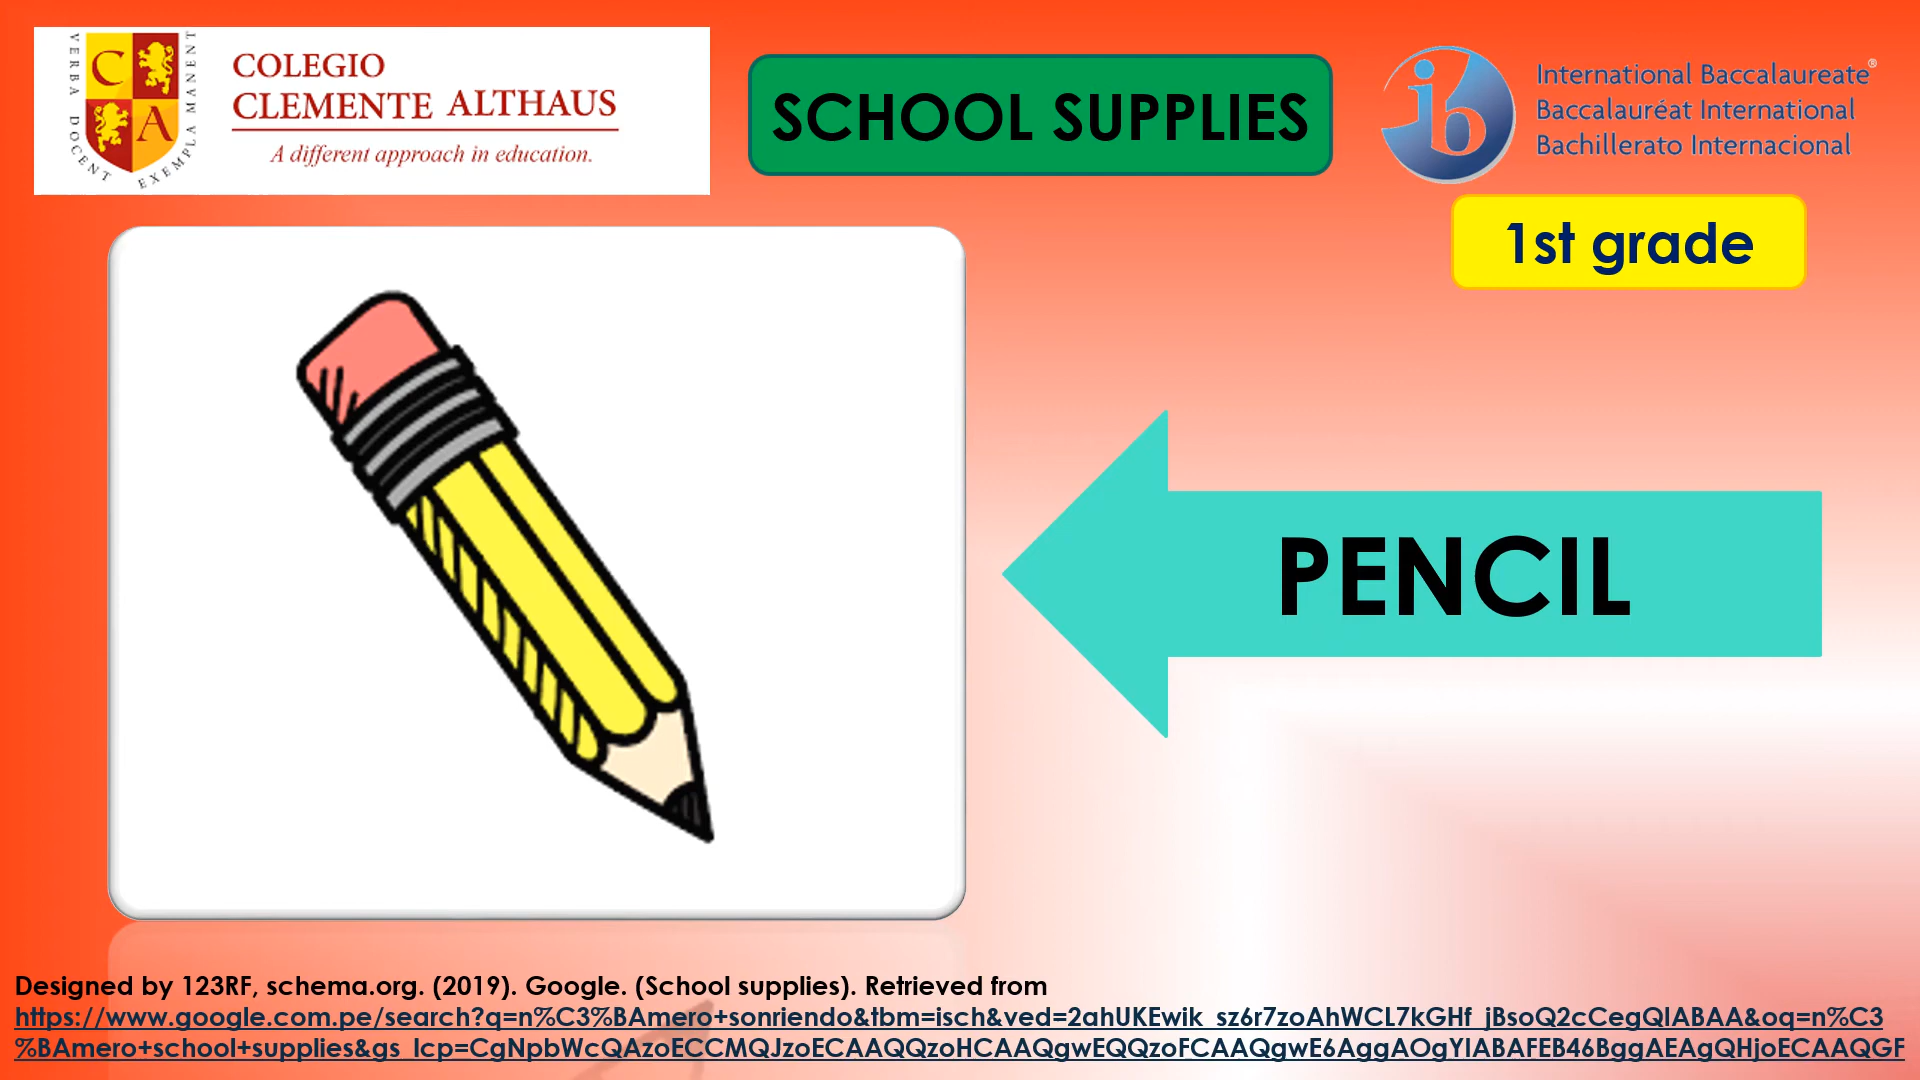 C
A
VERBA DOCENT
EXEMPLA MANENT
COLEGIO
CLEMENTE ALTHAUS
A different approach in education.
SCHOOL SUPPLIES
ib
International Baccalaureate®
Baccalauréat International
Bachillerato Internacional
1st grade
PENCIL
Designed by 123RF, schema.org. (2019). Google. (School supplies). Retrieved from
https://www.google.com.pe/search?q=n%C3%BAmero+sonriendo&tbm=isch&ved=2ahUKEwik_sz6r7zoAhWCL7kGHf_jBsoQ2cCegQIABAA&oq=n%C3
%BAmero+school+supplies&gs_lcp=CgNpbWcQAzoECCMQJzoECAAQQzoHCAAQgwEQQzoFCAAQgwE6AggAOgYIABAFEB46BggAEAgQHjoECAAQGF